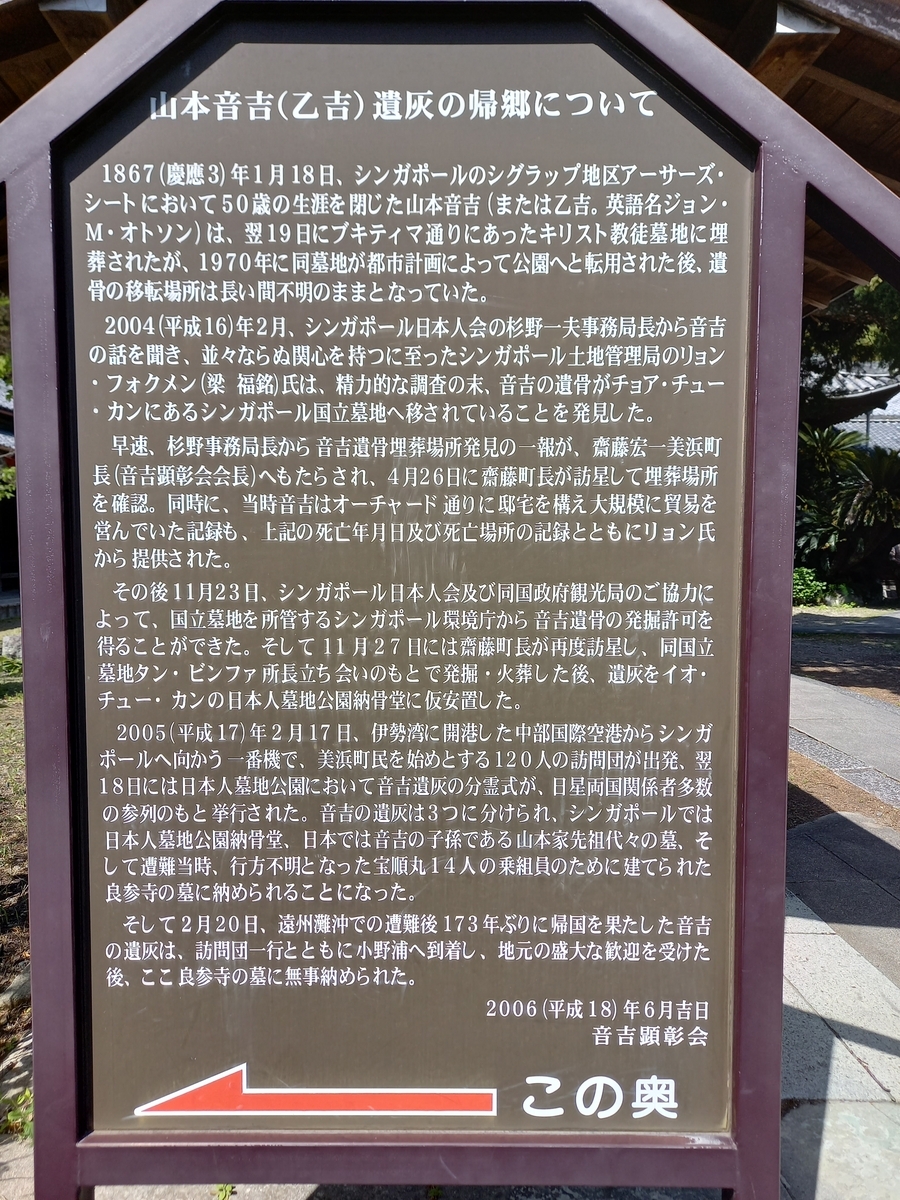 山本音吉(乙吉)遺灰の帰郷について
1867(慶應3)年1月18日、シンガポールのシグラップ地区アーサーズ・
シートにおいて50歳の生涯を閉じた山本音吉(または乙吉。英語名ジョン・
M・オトソン)は、翌19日にブキティマ通りにあったキリスト教徒墓地に埋
葬されたが、1970年に同墓地が都市計画によって公園へと転用された後、遺
骨の移転場所は長い間不明のままとなっていた。
2004(平成16)年2月、シンガポール日本人会の杉野一夫事務局長から音吉
の話を聞き、並々ならぬ関心を持つに至ったシンガポール土地管理局のリョン
・フォクメン(梁 福銘)氏は、精力的な調査の末、音吉の遺骨がチョア・チュー
・カンにあるシンガポール国立墓地へ移されていることを発見した。
早速、杉野事務局長から音吉遺骨埋葬場所発見の一報が、齋藤宏一美浜町
長(音吉顕彰会会長)へもたらされ、4月26日に齋藤町長が訪星して埋葬場所
を確認。同時に、当時音吉はオーチャード通りに邸宅を構え大規模に貿易を
営んでいた記録も、上記の死亡年月日及び死亡場所の記録とともにリョン氏
から提供された。
その後11月23日、シンガポール日本人会及び同国政府観光局のご協力に
よって、国立墓地を所管するシンガポール環境庁から音吉遺骨の発掘許可を
得ることができた。そして11月27日には齋藤町長が再度訪星し、同国立
墓地タン・ビンファ所長立ち会いのもとで発掘・火葬した後、遺灰をイオ・
チュー・カンの日本人墓地公園納骨堂に仮安置した。
2005(平成17)年2月17日、伊勢湾に開港した中部国際空港からシンガ
ポールへ向かう一番機で、美浜町民を始めとする120人の訪問団が出発、翌
18日には日本人墓地公園において音吉遺灰の分霊式が、日星両国関係者多数
の参列のもと挙行された。音吉の遺灰は3つに分けられ、シンガポールでは
日本人墓地公園納骨堂、日本では音吉の子孫である山本家先祖代々の墓、そ
して遭難当時、行方不明となった宝順丸14人の乗組員のために建てられた
良参寺の墓に納められることになった。
そして2月20日、遠州灘沖での遭難後173年ぶりに帰国を果たした音吉
の遺灰は、訪問団一行とともに小野浦へ到着し、地元の盛大な歓迎を受けた
後、ここ良参寺の墓に無事納められた。
2006(平成18)年6月吉日
音吉顕彰会
この奥